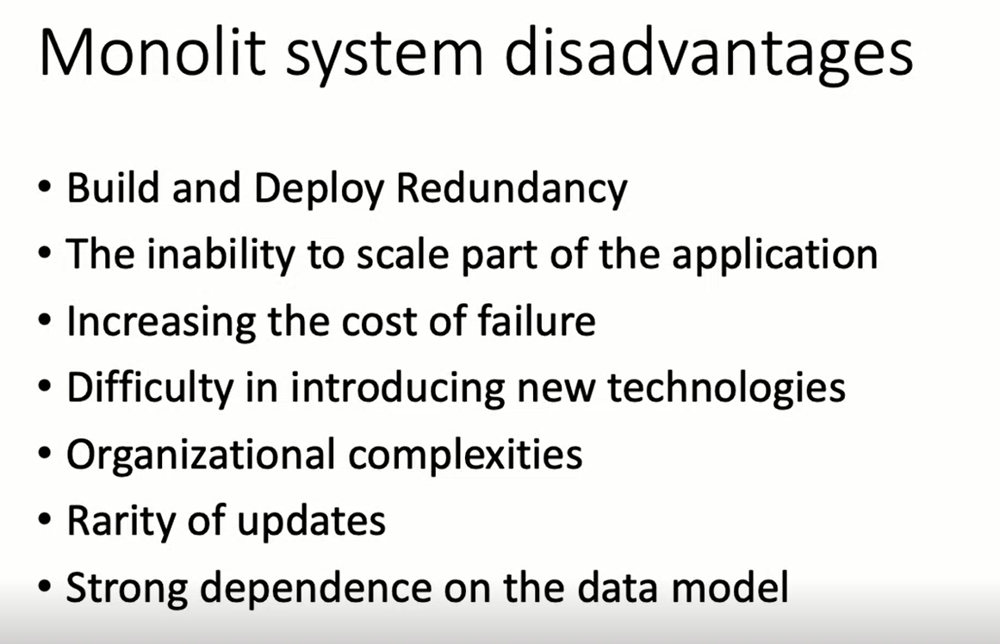 Monolit system disadvantages
• Build and Deploy Redundancy
• The inability to scale part of the application
• Increasing the cost of failure
• Difficulty in introducing new technologies
• Organizational complexities
• Rarity of updates
• Strong dependence on the data model